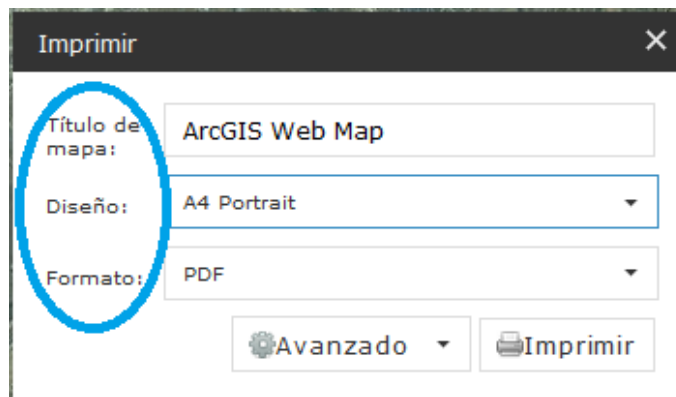 Imprimir
Título de
mapa:
ArcGIS Web Map
Diseño:
A4 Portrait
Formato:
PDF
Avanzado
Imprimir